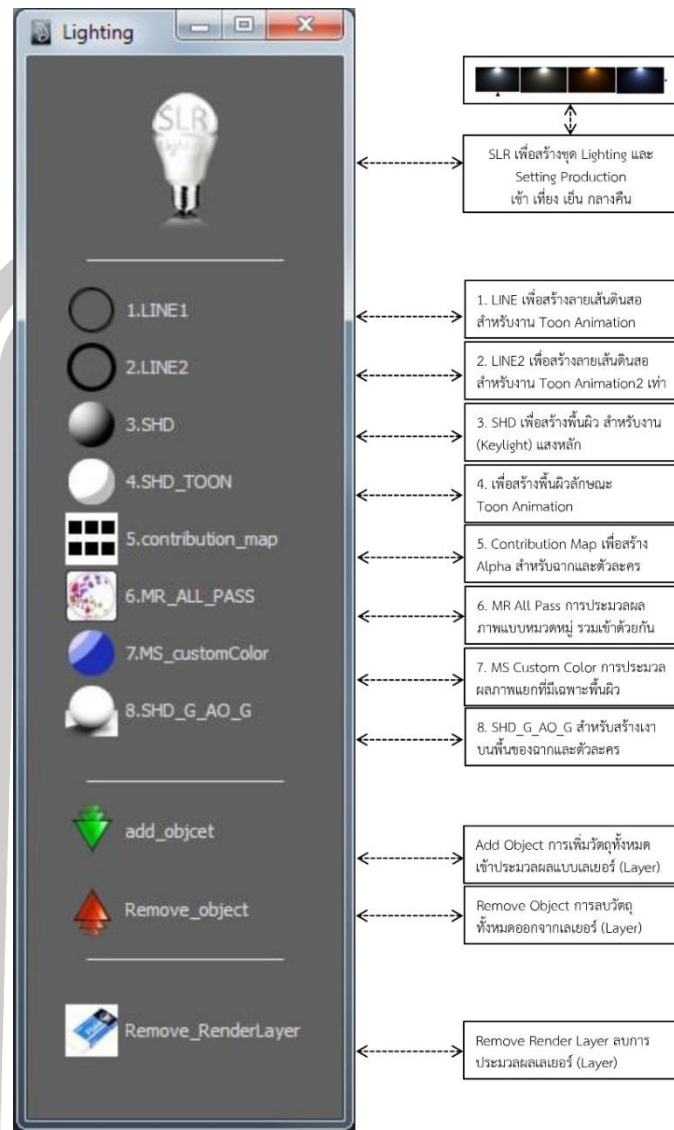 Lighting
SLR
Lighting
SLR เพื่อสร้างชุด Lighting และ
Setting Production
เช้า เที่ยง เย็น กลางคืน
1.LINE1
1. LINE เพื่อสร้างลายเส้นดินสอ
สำหรับงาน Toon Animation
2.LINE2
2. LINE2 เพื่อสร้างลายเส้นดินสอ
สำหรับงาน Toon Animation2 เท่า
3.SHD
3. SHD เพื่อสร้างพื้นผิว สำหรับงาน
(Keylight) แสงหลัก
4.SHD_TOON
4. เพื่อสร้างพื้นผิวลักษณะ
Toon Animation
5.contribution_map
5. Contribution Map เพื่อสร้าง
Alpha สำหรับฉากและตัวละคร
6.MR_ALL_PASS
6. MR All Pass การประมวลผล
ภาพแบบหมวดหมู่ รวมเข้าด้วยกัน
7.MS_customColor
7. MS Custom Color การประมวล
ผลภาพแยกที่มีเฉพาะพื้นผิว
8.SHD_G_AO_G
8. SHD_G_AO_G สำหรับสร้างเงา
บนพื้นของฉากและตัวละคร
add_objcet
Add Object การเพิ่มวัตถุทั้งหมด
เข้าประมวลผลแบบเลเยอร์ (Layer)
Remove_object
Remove Object การลบวัตถุ
ทั้งหมดออกจากเลเยอร์ (Layer)
Remove_RenderLayer
Remove Render Layer ลบการ
ประมวลผลเลเยอร์ (Layer)